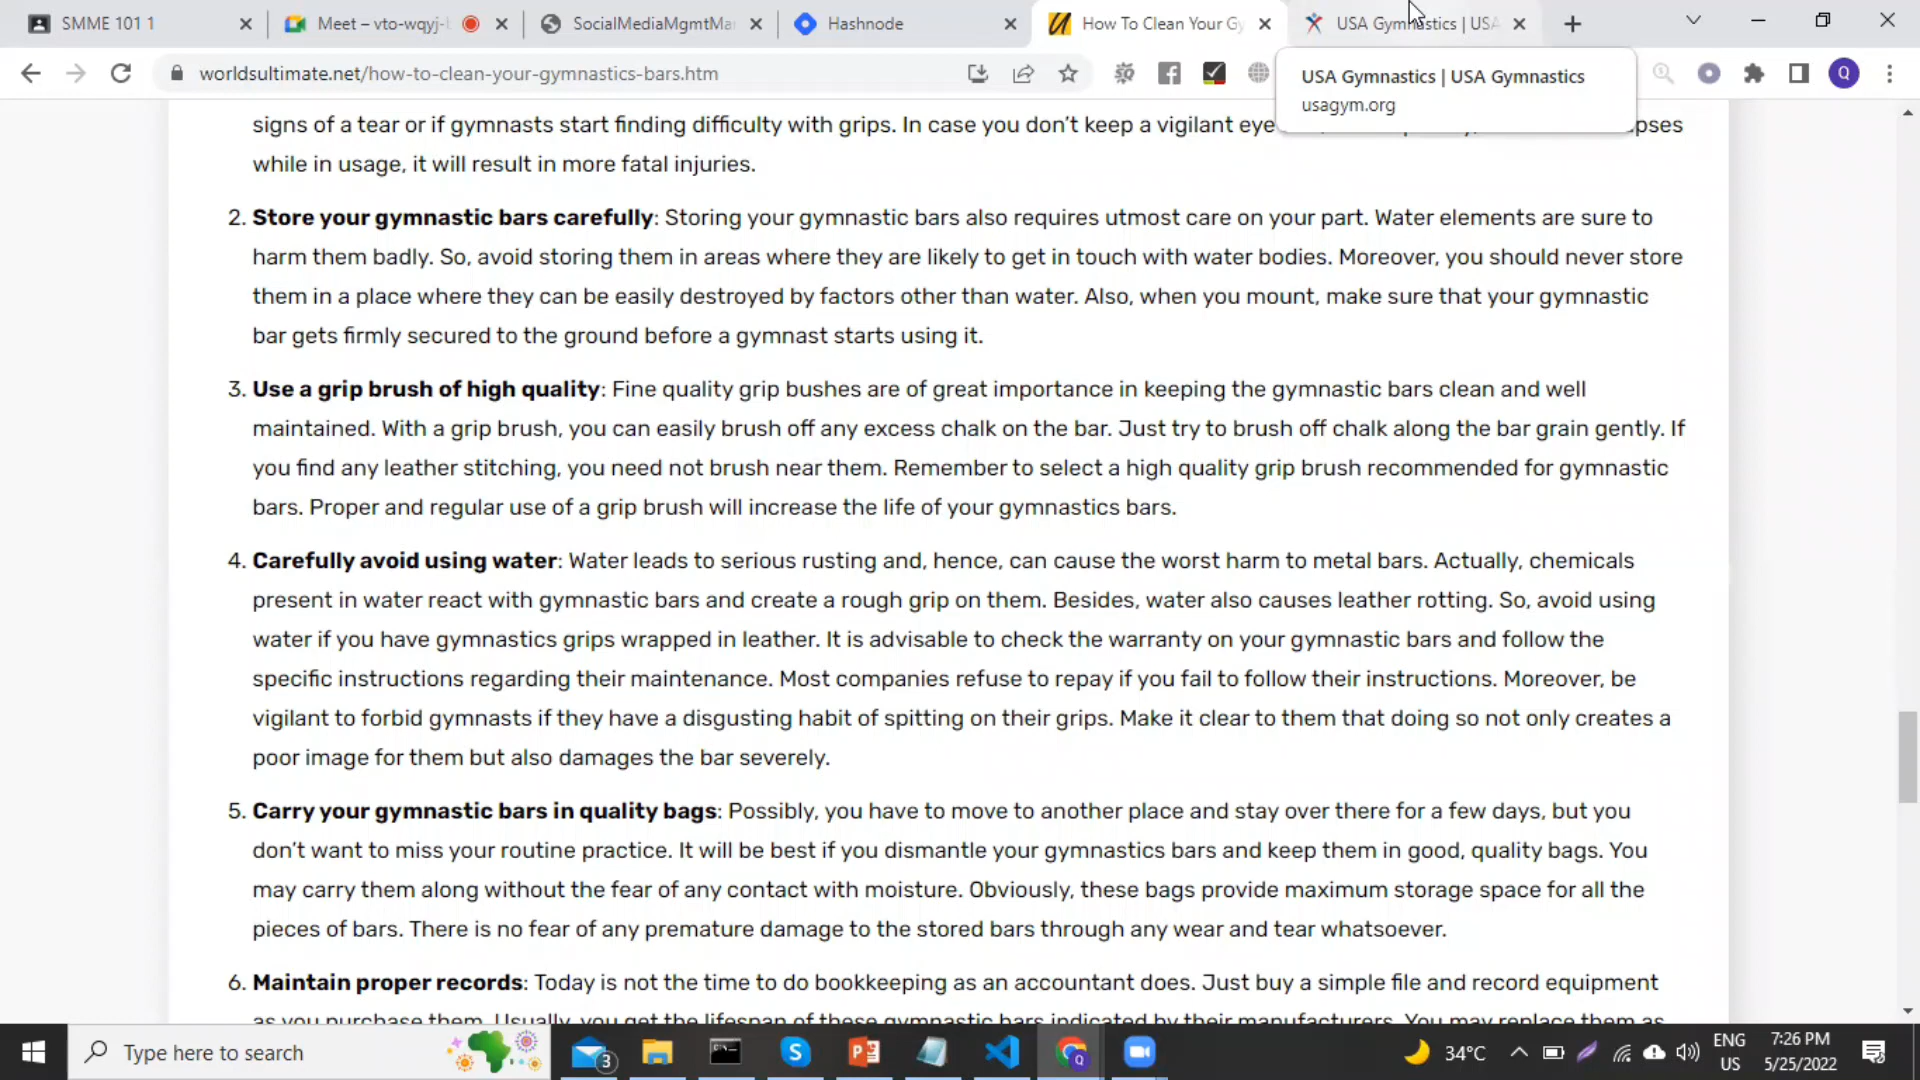 SMME 101 1
Meet – vto-wqyj-
SocialMediaMgmtMa
Hashnode
How To Clean Your Gy
USA Gymnastics | USA
worldsultimate.net/how-to-clean-your-gymnastics-bars.htm
Q
USA Gymnastics | USA Gymnastics
usagym.org
signs of a tear or if gymnasts start finding difficulty with grips. In case you don't keep a vigilant eye
while in usage, it will result in more fatal injuries.
2. Store your gymnastic bars carefully: Storing your gymnastic bars also requires utmost care on your part. Water elements are sure to
harm them badly. So, avoid storing them in areas where they are likely to get in touch with water bodies. Moreover, you should never store
them in a place where they can be easily destroyed by factors other than water. Also, when you mount, make sure that your gymnastic
bar gets firmly secured to the ground before a gymnast starts using it.
3. Use a grip brush of high quality: Fine quality grip bushes are of great importance in keeping the gymnastic bars clean and well
maintained. With a grip brush, you can easily brush off any excess chalk on the bar. Just try to brush off chalk along the bar grain gently. If
you find any leather stitching, you need not brush near them. Remember to select a high quality grip brush recommended for gymnastic
bars. Proper and regular use of a grip brush will increase the life of your gymnastics bars.
4. Carefully avoid using water: Water leads to serious rusting and, hence, can cause the worst harm to metal bars. Actually, chemicals
present in water react with gymnastic bars and create a rough grip on them. Besides, water also causes leather rotting. So, avoid using
water if you have gymnastics grips wrapped in leather. It is advisable to check the warranty on your gymnastic bars and follow the
specific instructions regarding their maintenance. Most companies refuse to repay if you fail to follow their instructions. Moreover, be
vigilant to forbid gymnasts if they have a disgusting habit of spitting on their grips. Make it clear to them that doing so not only creates a
poor image for them but also damages the bar severely.
5. Carry your gymnastic bars in quality bags: Possibly, you have to move to another place and stay over there for a few days, but you
don't want to miss your routine practice. It will be best if you dismantle your gymnastics bars and keep them in good, quality bags. You
may carry them along without the fear of any contact with moisture. Obviously, these bags provide maximum storage space for all the
pieces of bars. There is no fear of any premature damage to the stored bars through any wear and tear whatsoever.
6. Maintain proper records: Today is not the time to do bookkeeping as an accountant does. Just buy a simple file and record equipment
as you purchase them. Usually, you get the lifespan of these gymnastic bars indicated by their manufacturers. You may replace them as
Type here to search
3
34°C
ENG
US
7:26 PM
5/25/2022